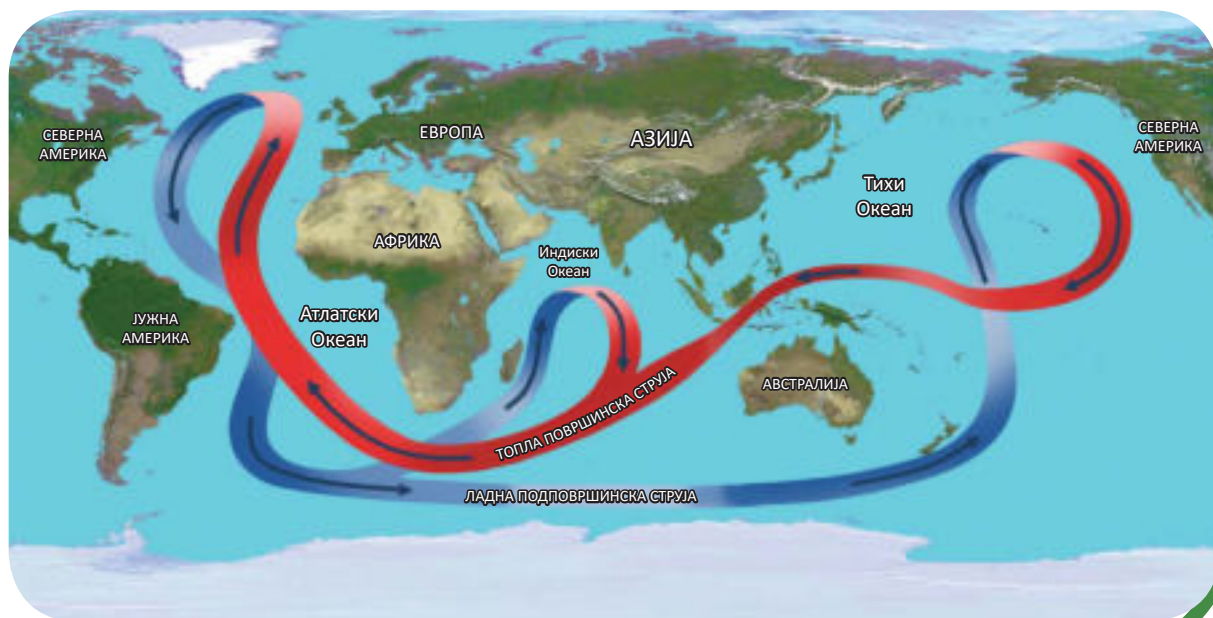 СЕВЕРНА
АМЕРИКА
ЕВРОПА
АЗИЈА
СЕВЕРНА
АМЕРИКА
Тихи
Океан
АФРИКА
Индиски
Океан
Атлатски
Океан
ЈУЖНА
АМЕРИКА
АВСТРАЛИЈА
ТОПЛА ПОВРШИНСКА СТРУЈА
ЛАДНА ПОДПОВРШИНСКА СТРУЈА